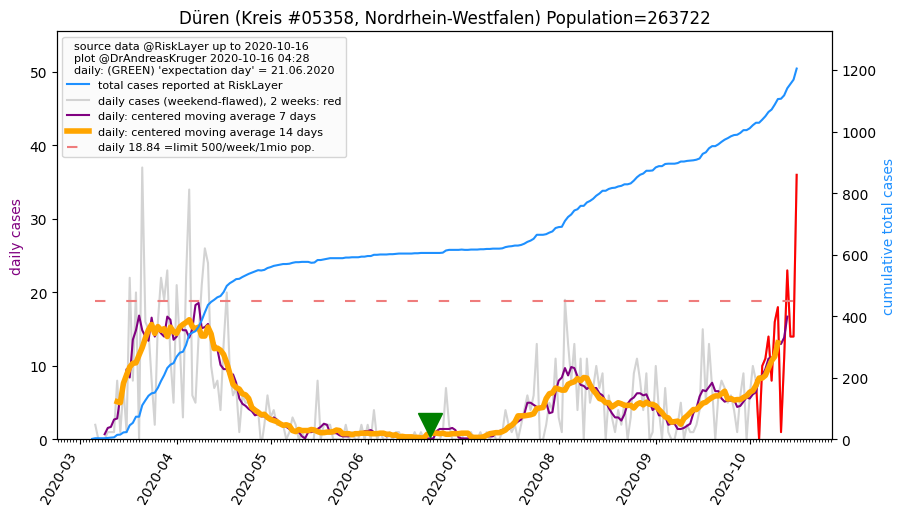 Düren (Kreis #05358, Nordrhein-Westfalen) Population=263722
source data @RiskLayer up to 2020-10-16
plot @DrAndreasKruger 2020-10-16 04:28
daily: (GREEN) 'expectation day' = 21.06.2020
total cases reported at RiskLayer
daily cases (weekend-flawed), 2 weeks: red
daily: centered moving average 7 days
daily: centered moving average 14 days
daily 18.84 =limit 500/week/1mio pop.
daily cases
50
40
30
20
10
0
cumulative total cases
1200
1000
800
600
400
200
0
2020-03
2020-04
2020-05
2020-06
2020-07
2020-08
2020-09
2020-10